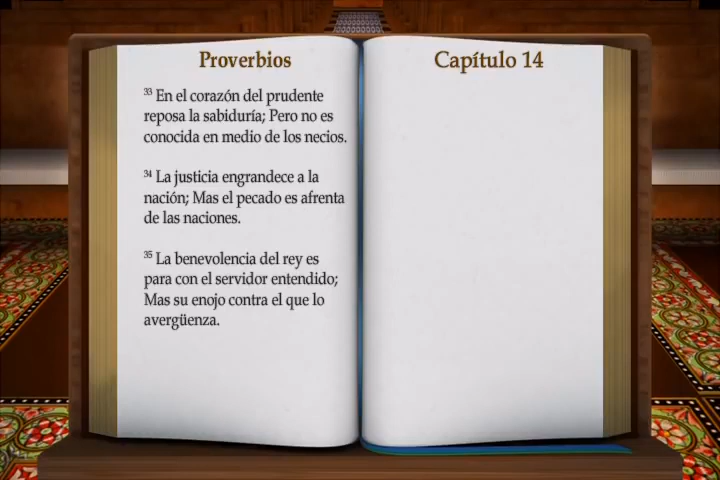 Proverbios
Capítulo 14
33 En el corazón del prudente
reposa la sabiduría; Pero no es
conocida en medio de los necios.
34 La justicia engrandece a la
nación; Mas el pecado es afrenta
de las naciones.
35 La benevolencia del rey es
para con el servidor entendido;
Mas su enojo contra el que lo
avergüenza.